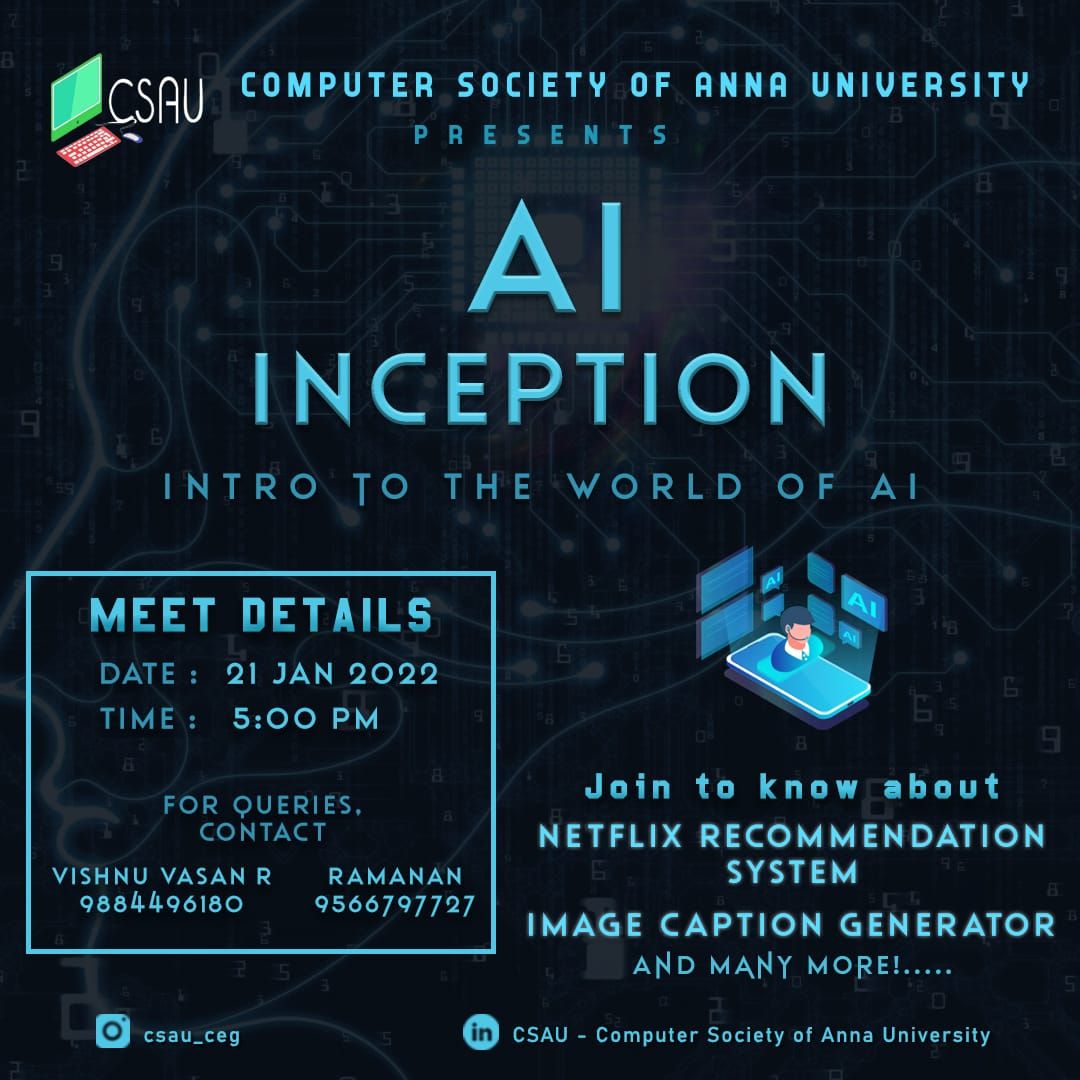 CSAU
COMPUTER SOCIETY OF ANNA UNIVERSITY
PRESENTS
AI
INCEPTION
INTRO TO THE WORLD OF AI
MEET DETAILS
DATE : 21 JAN 2022
TIME : 5:00 PM
FOR QUERIES,
CONTACT
VISHNU VASAN R
9884496180
RAMANAN
9566797727
AI
AI
AI
Join to know about
NETFLIX RECOMMENDATION
SYSTEM
IMAGE CAPTION GENERATOR
AND MANY MORE!.....
csau_ceg
in
CSAU - Computer Society of Anna University